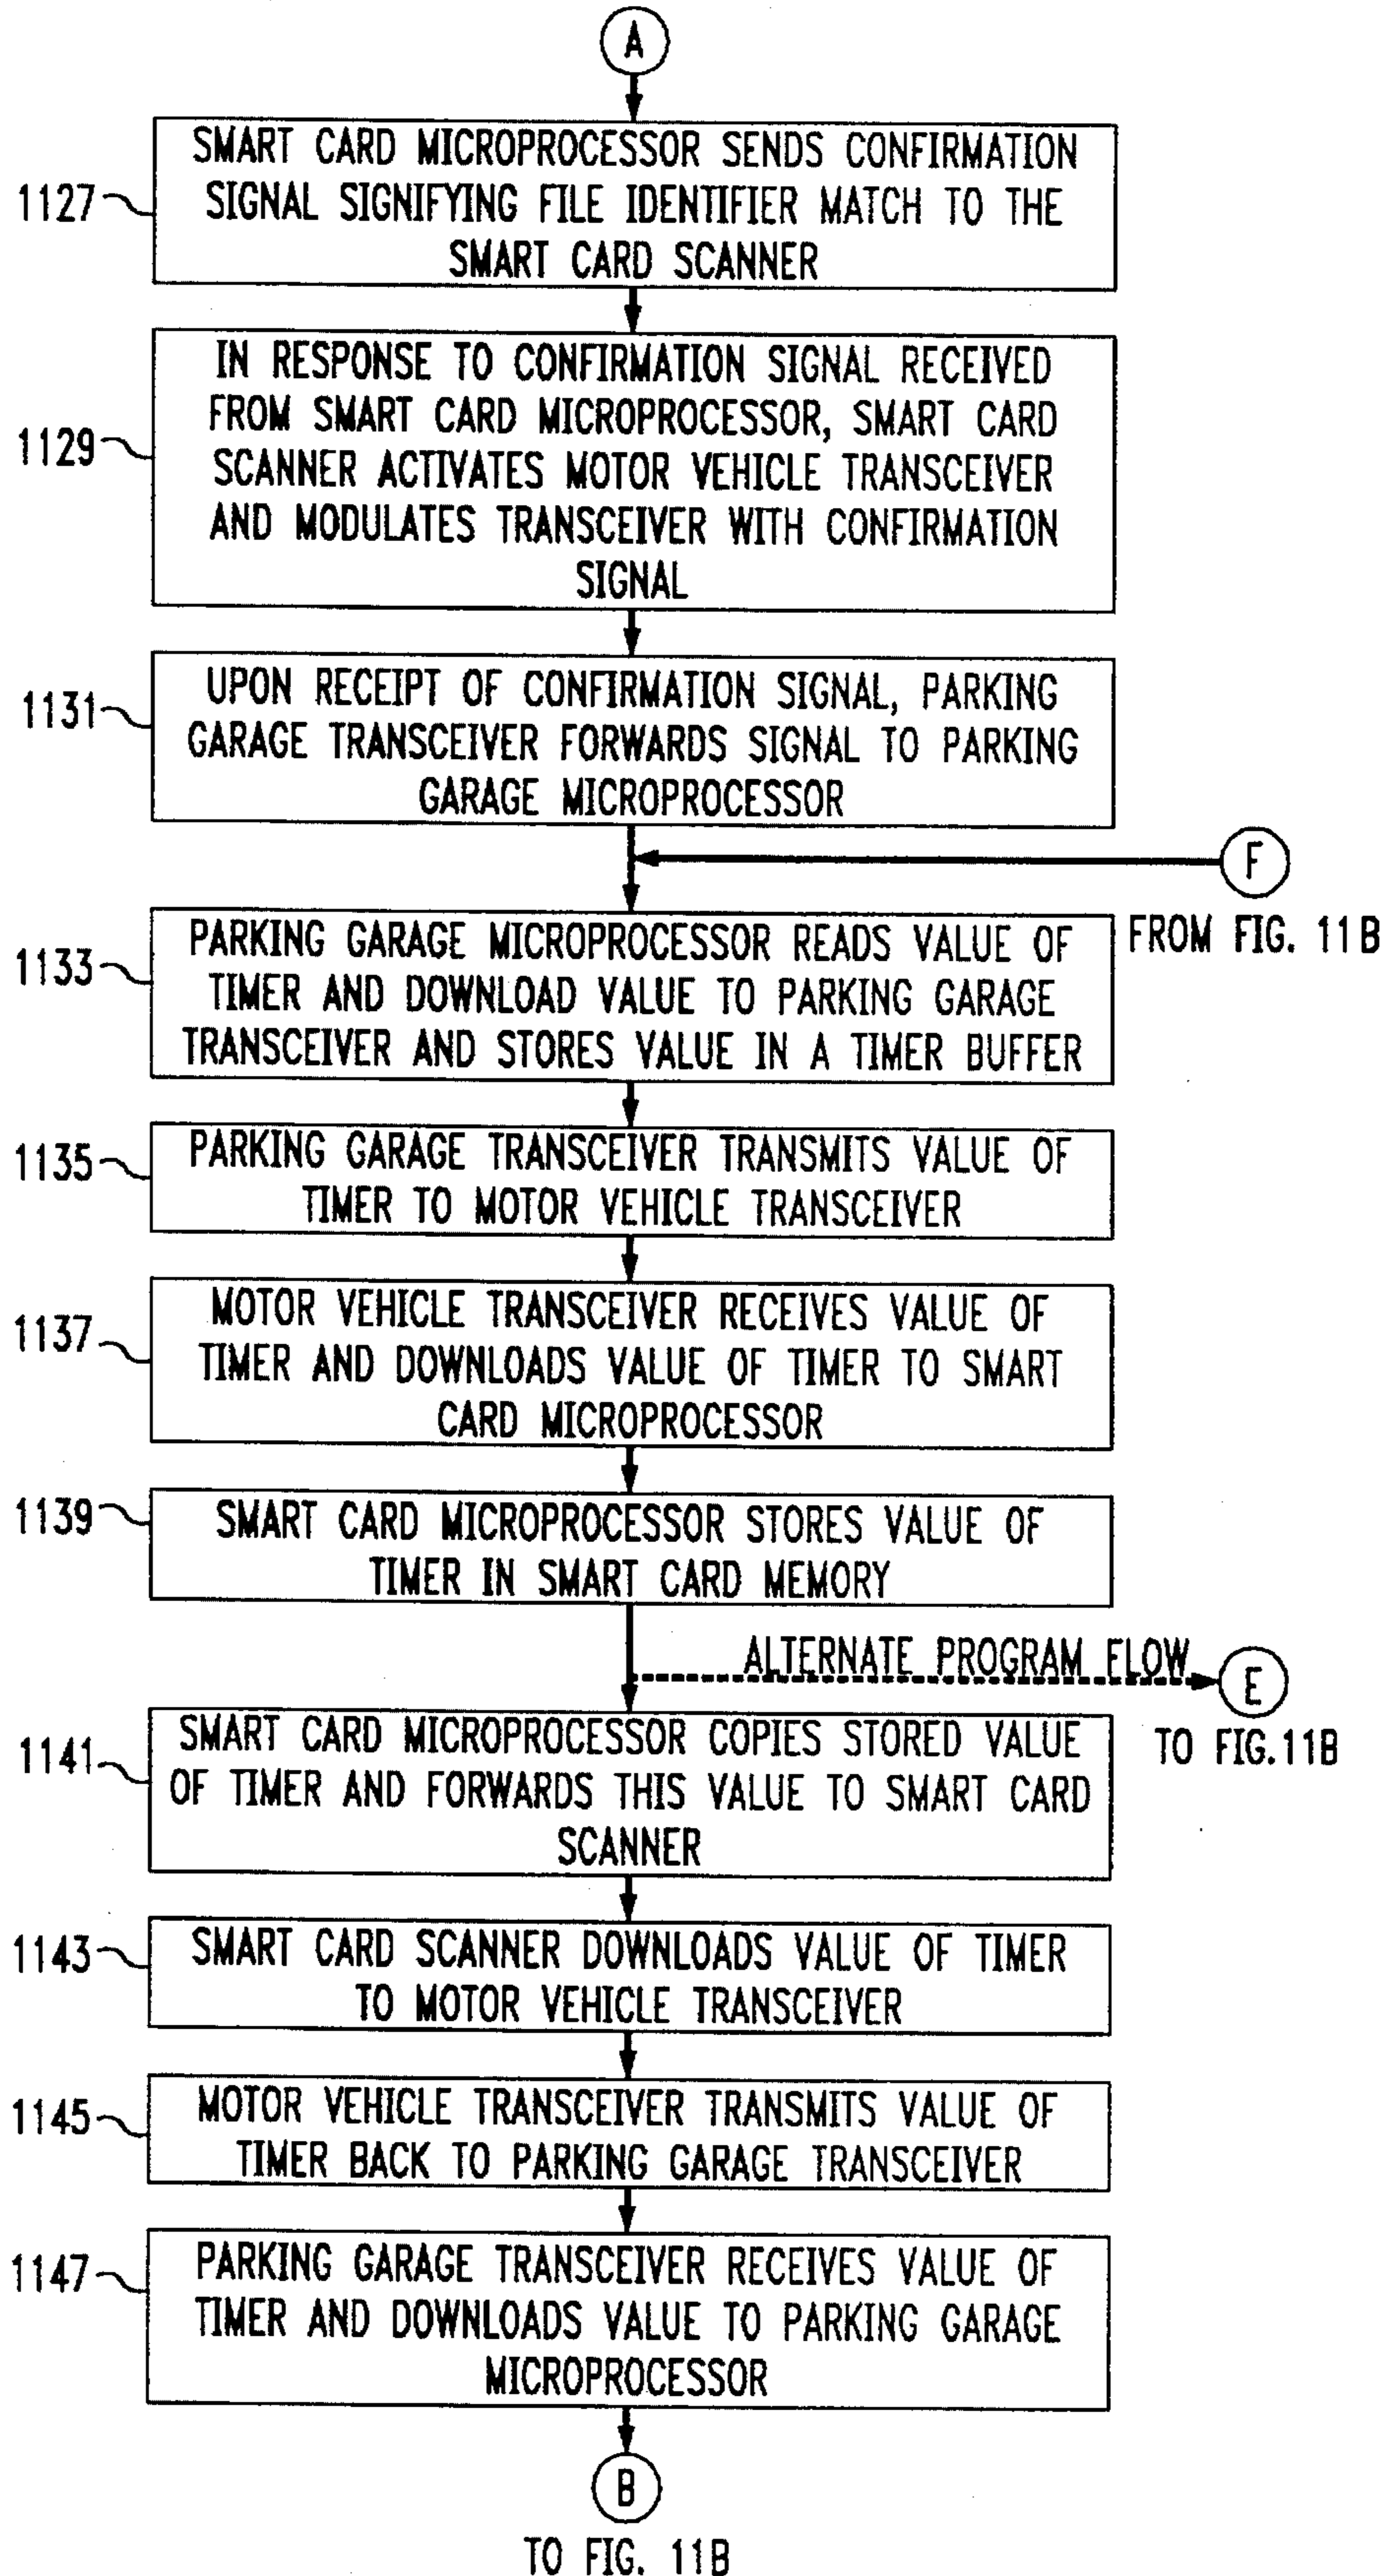 A
1127
SMART CARD MICROPROCESSOR SENDS CONFIRMATION
SIGNAL SIGNIFYING FILE IDENTIFIER MATCH TO THE
SMART CARD SCANNER
1129
IN RESPONSE TO CONFIRMATION SIGNAL RECEIVED
FROM SMART CARD MICROPROCESSOR, SMART CARD
SCANNER ACTIVATES MOTOR VEHICLE TRANSCEIVER
AND MODULATES TRANSCEIVER WITH CONFIRMATION
SIGNAL
1131
UPON RECEIPT OF CONFIRMATION SIGNAL, PARKING
GARAGE TRANSCEIVER FORWARDS SIGNAL TO PARKING
GARAGE MICROPROCESSOR
F
FROM FIG. 11B
1133
PARKING GARAGE MICROPROCESSOR READS VALUE OF
TIMER AND DOWNLOAD VALUE TO PARKING GARAGE
TRANSCEIVER AND STORES VALUE IN A TIMER BUFFER
1135
PARKING GARAGE TRANSCEIVER TRANSMITS VALUE OF
TIMER TO MOTOR VEHICLE TRANSCEIVER
1137
MOTOR VEHICLE TRANSCEIVER RECEIVES VALUE OF
TIMER AND DOWNLOADS VALUE OF TIMER TO SMART
CARD MICROPROCESSOR
1139
SMART CARD MICROPROCESSOR STORES VALUE OF
TIMER IN SMART CARD MEMORY
ALTERNATE PROGRAM FLOW
E
TO FIG.11B
1141
SMART CARD MICROPROCESSOR COPIES STORED VALUE
OF TIMER AND FORWARDS THIS VALUE TO SMART CARD
SCANNER
1143
SMART CARD SCANNER DOWNLOADS VALUE OF TIMER
TO MOTOR VEHICLE TRANSCEIVER
1145
MOTOR VEHICLE TRANSCEIVER TRANSMITS VALUE OF
TIMER BACK TO PARKING GARAGE TRANSCEIVER
1147
PARKING GARAGE TRANSCEIVER RECEIVES VALUE OF
TIMER AND DOWNLOADS VALUE TO PARKING GARAGE
MICROPROCESSOR
B
TO FIG. 11B